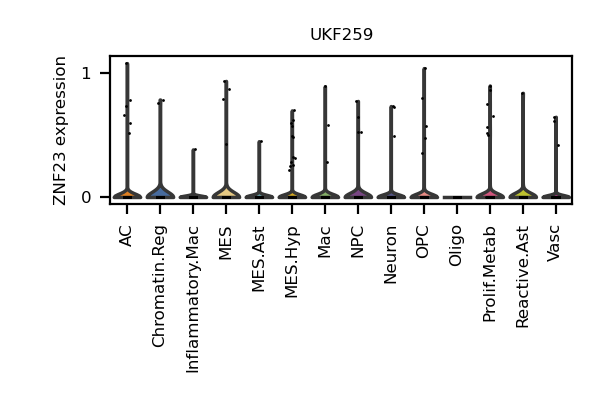 UKF259
ZNF23 expression
1
0
AC
Chromatin.Reg
Inflammatory.Mac
MES
MES.Ast
MES.Hyp
Mac
NPC
Neuron
OPC
Oligo
Prolif.Metab
Reactive.Ast
Vasc